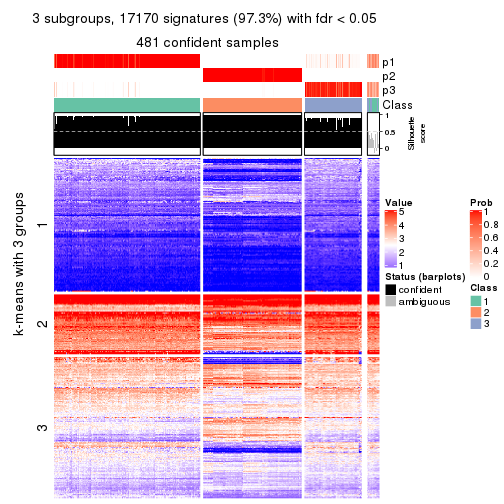 3 subgroups, 17170 signatures (97.3%) with fdr < 0.05
481 confident samples
p1
p2
p3
Class
1
0.5
0
Silhouette
score
k-means with 3 groups
1
2
3
Value
5
4
3
2
1
Prob
1
0.8
0.6
0.4
0.2
0
Status (barplots)
confident
ambiguous
Class
1
2
3